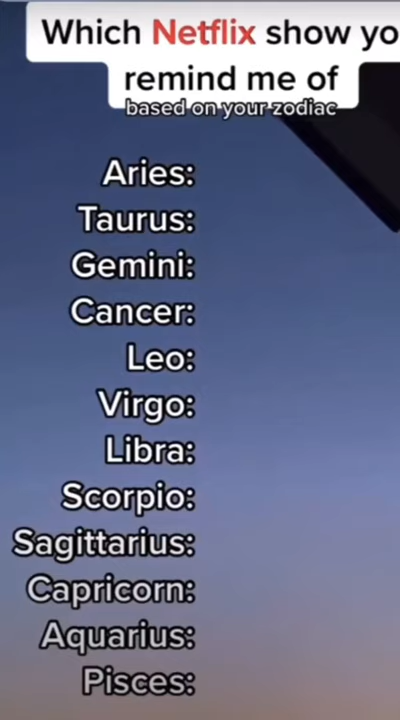 Which Netflix show yo
remind me of
based on your zodiac
Aries:
Taurus:
Gemini:
Cancer:
Leo:
Virgo:
Libra:
Scorpio:
Sagittarius:
Capricorn:
Aquarius:
Pisces: